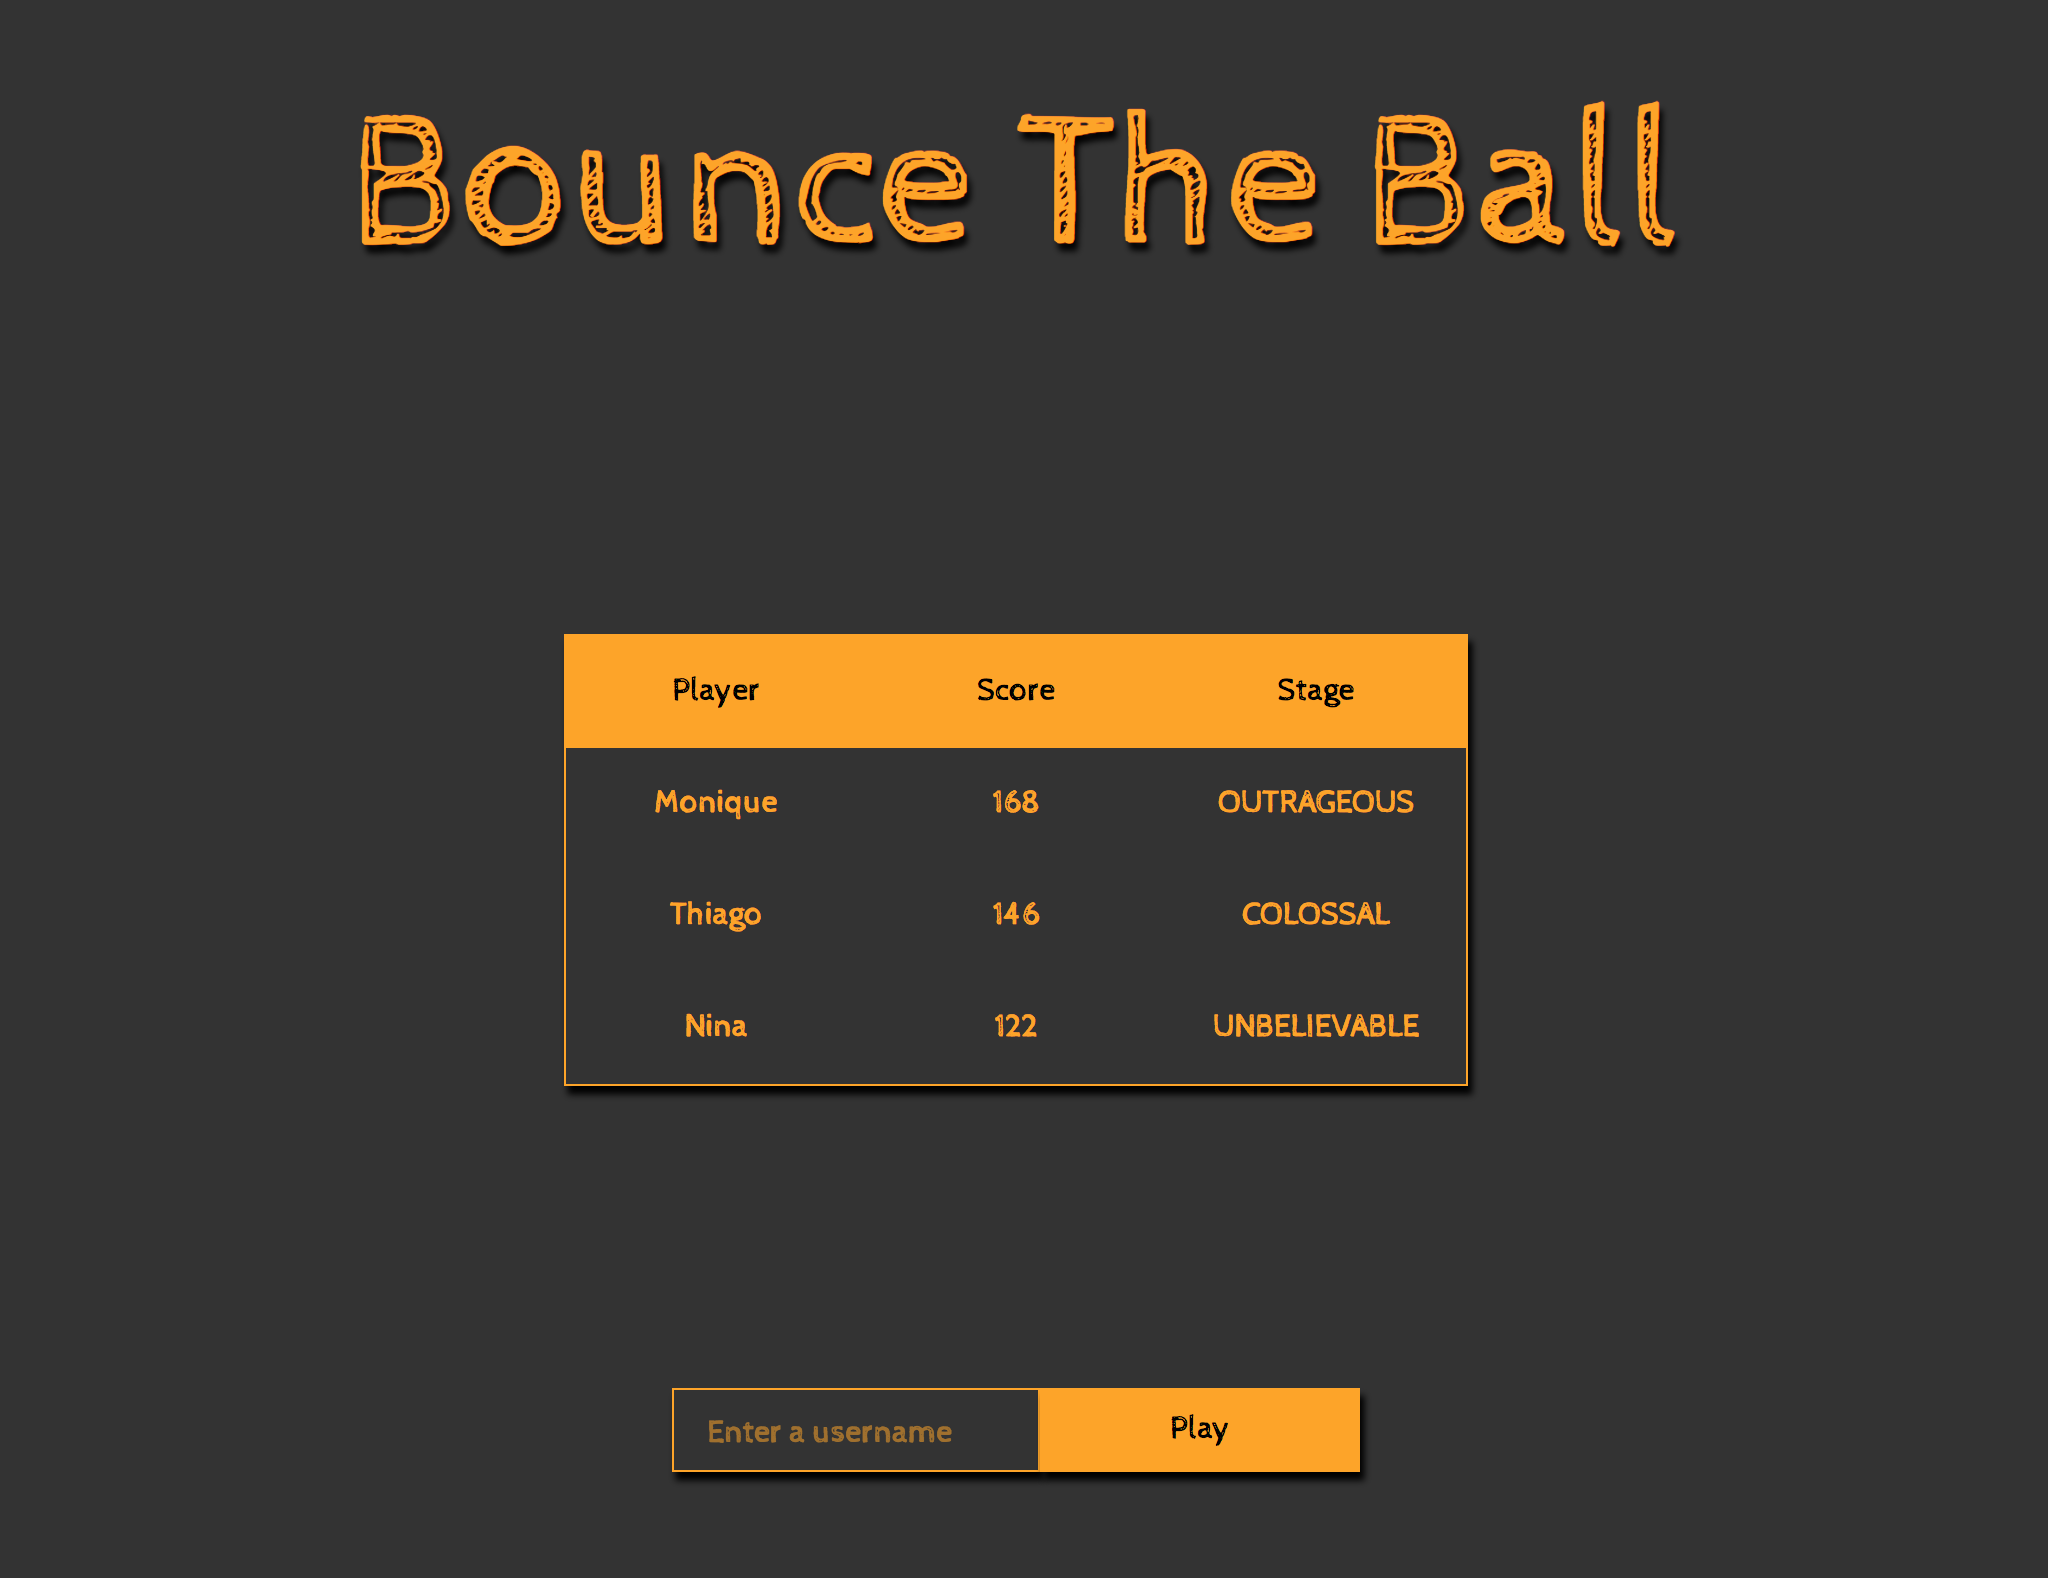 Bounce The Ball
Player Score Stage
Monique 168 OUTRAGEOUS
Thiago 146 COLOSSAL
Nina 122 UNBELIEVABLE
Enter a username Play